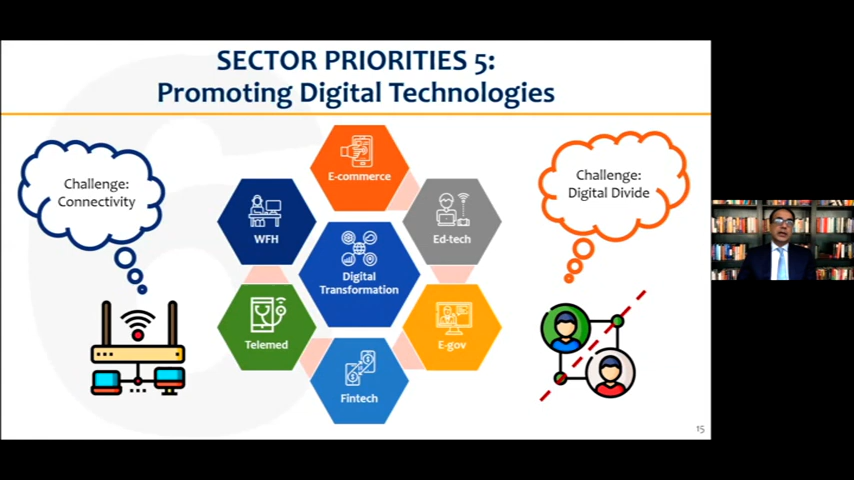 SECTOR PRIORITIES 5:
Promoting Digital Technologies
Challenge:
Connectivity
E-commerce
Challenge:
Digital Divide
WFH
Ed-tech
Digital
Transformation
Telemed
E-gov
Fintech
15